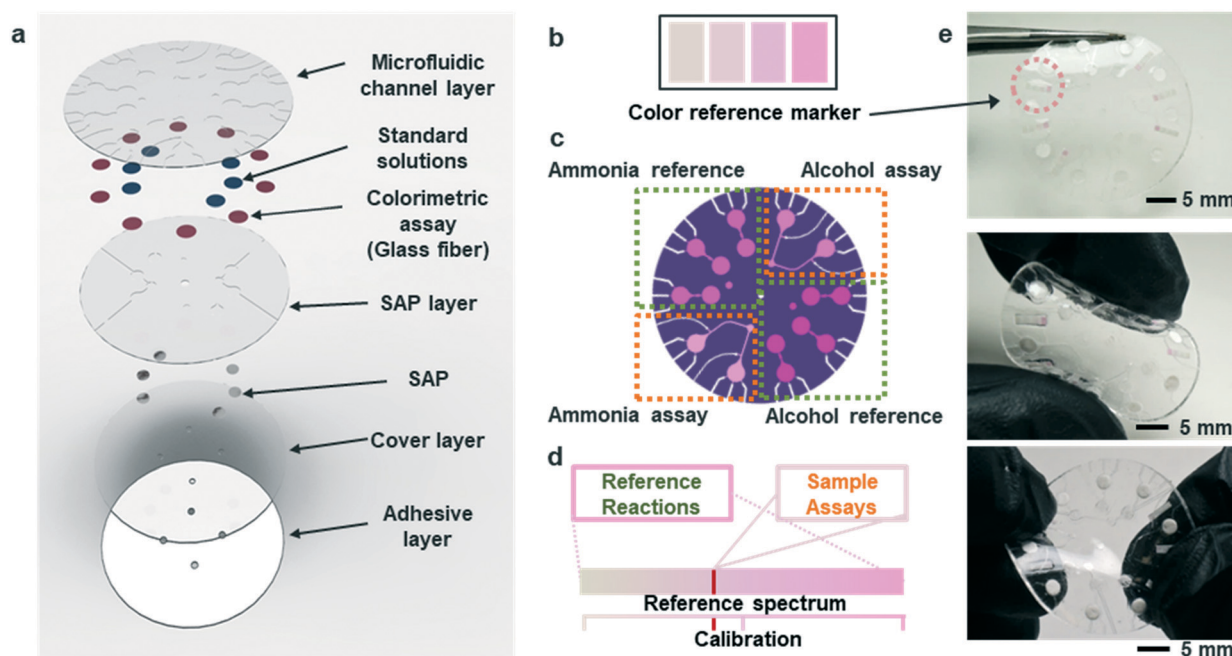 a
Microfluidic
channel layer
Standard
solutions
Colorimetric
assay
(Glass fiber)
SAP layer
SAP
Cover layer
Adhesive
layer
b
Color reference marker
c
Ammonia reference
Alcohol assay
Ammonia assay
Alcohol reference
d
Reference
Reactions
Sample
Assays
Reference spectrum
Calibration
e
5 mm
5 mm
5 mm